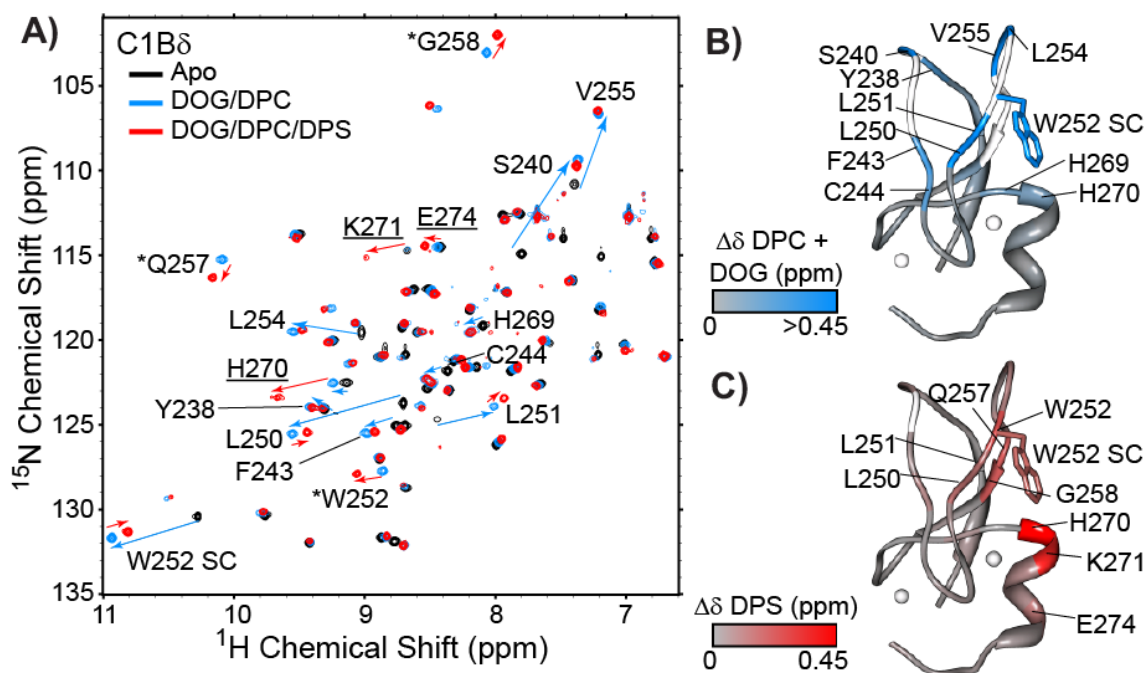 A)
C1Bδ
Apo
DOG/DPC
DOG/DPC/DPS
*G258
V255
S240
K271
E274
*Q257
L254
H269
C244
H270
Y238
L251
L250
F243
*W252
W252 SC
105
110
115
120
125
130
135
15N Chemical Shift (ppm)
11
10
9
8
7
1H Chemical Shift (ppm)
B)
V255
L254
S240
Y238
L251
L250
W252 SC
F243
H269
C244
H270
Δδ DPC +
DOG (ppm)
0
>0.45
C)
Q257
W252
L251
W252 SC
L250
G258
H270
K271
Δδ DPS (ppm)
E274
0
0.45